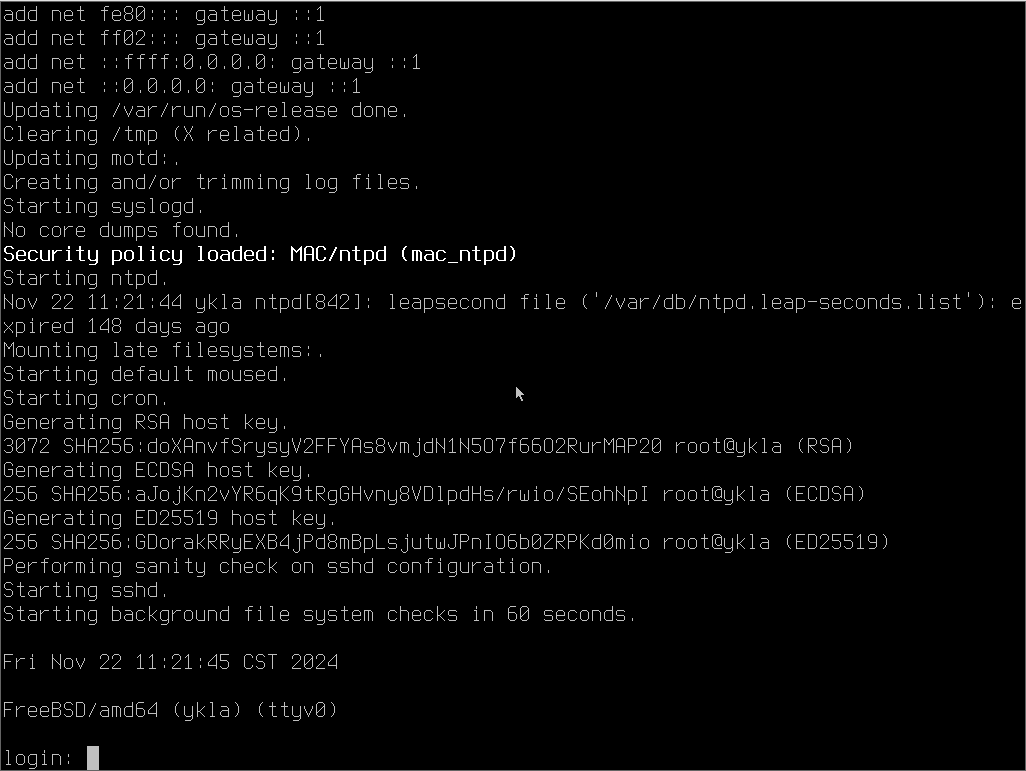 add net fe80::: gateway ::1
add net ff02::: gateway ::1
add net ::ffff:0.0.0.0: gateway ::1
add net ::0.0.0.0: gateway ::1
Updating /var/run/os-release done.
Clearing /tmp (X related).
Updating motd:.
Creating and/or trimming log files.
Starting syslogd.
No core dumps found.
Security policy loaded: MAC/ntpd (mac_ntpd)
Starting ntpd.
Nov 22 11:21:44 ykla ntpd[842]: leapsecond file ('/var/db/ntpd.leap-seconds.list'): e
xpired 148 days ago
Mounting late filesystems:.
Starting default moused.
Starting cron.
Generating RSA host key.
3072 SHA256:doXAnvfSrysyV2FFYAs8vmjdN1N5O7f66O2RurMAP20 root@ykla (RSA)
Generating ECDSA host key.
256 SHA256:aJojKn2vYR6qK9tRgGHvny8VDlpdHs/rwio/SEohNpI root@ykla (ECDSA)
Generating ED25519 host key.
256 SHA256:GDorakRRyEXB4jPd8mBpLsjutwJPnIO6b0ZRPKd0mio root@ykla (ED25519)
Performing sanity check on sshd configuration.
Starting sshd.
Starting background file system checks in 60 seconds.
Fri Nov 22 11:21:45 CST 2024
FreeBSD/amd64 (ykla) (ttyv0)
login: